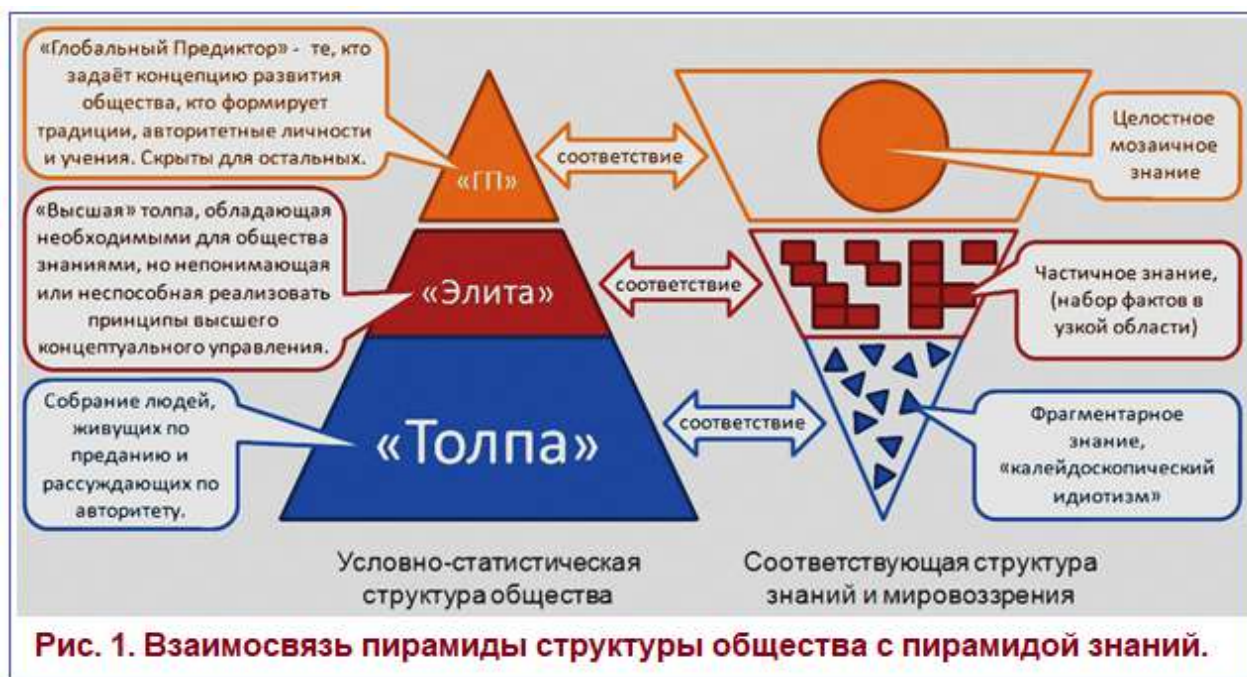 «Глобальный Предиктор» - те, кто
задаёт концепцию развития
общества, кто формирует
традиции, авторитетные личности
и учения. Скрыты для остальных.
«ГП»
соответствие
Целостное
мозаичное
знание
«Высшая» толпа, обладающая
необходимыми для общества
знаниями, но непонимающая
или неспособная реализовать
принципы высшего
концептуального управления.
«Элита»
соответствие
Частичное знание,
(набор фактов в
узкой области)
Собрание людей,
живущих по
преданию и
рассуждающих по
авторитету.
«Толпа»
соответствие
Фрагментарное
знание,
«калейдоскопический
идиотизм»
Условно-статистическая
структура общества
Соответствующая структура
знаний и мировоззрения
Рис. 1. Взаимосвязь пирамиды структуры общества с пирамидой знаний.